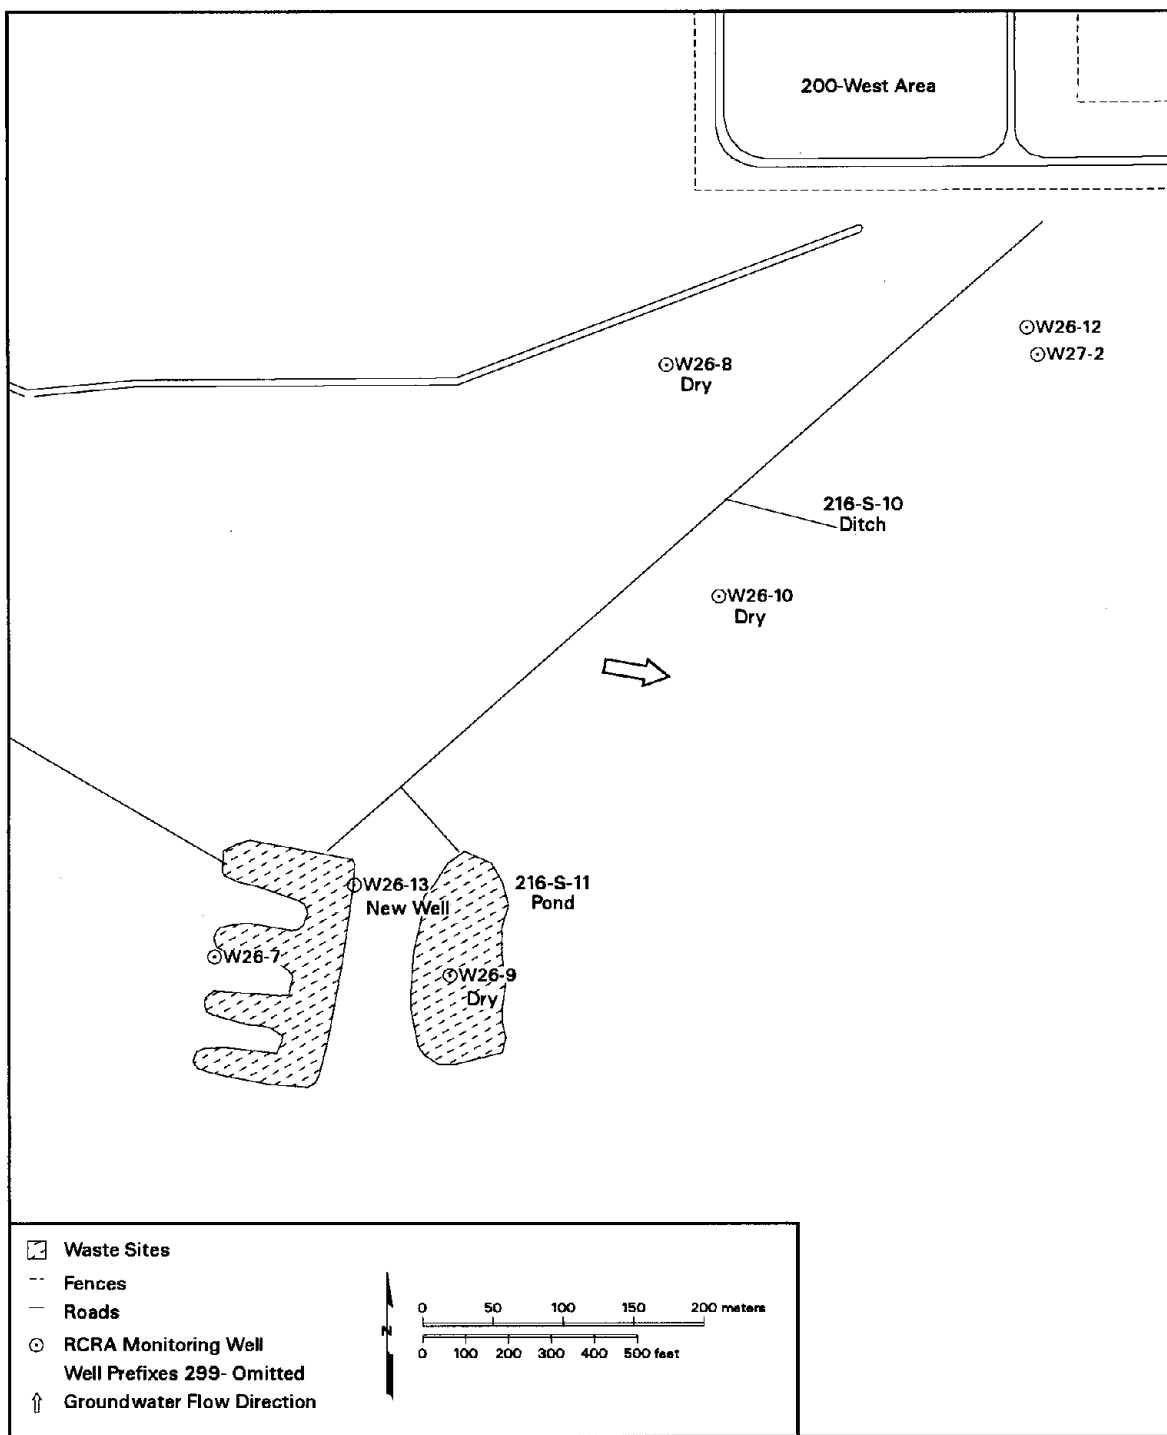 200-West Area
W26-12
W27-2
W26-8
Dry
216-S-10
Ditch
W26-10
Dry
W26-13
New Well
216-S-11
Pond
W26-7
W26-9
Dry
Waste Sites
Fences
Roads
RCRA Monitoring Well
Well Prefixes 299- Omitted
Groundwater Flow Direction
N
0 50 100 150 200 meters
0 100 200 300 400 500 feet